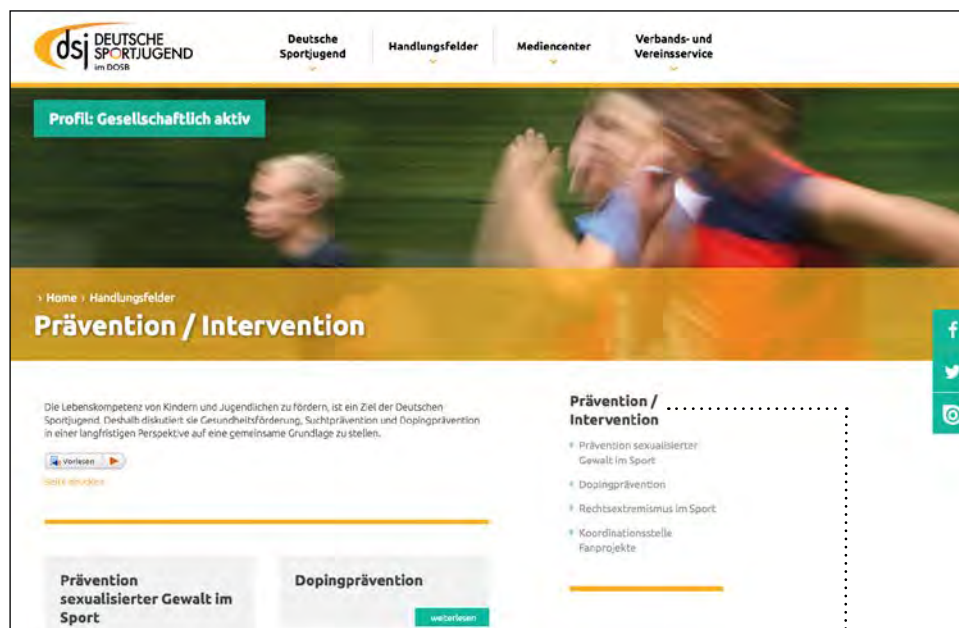 dsj DEUTSCHE
SPORTJUGEND
im DOSB
Deutsche
Sportjugend
Handlungsfelder
Mediencenter
Verbands- und
Vereinsservice
Profil: Gesellschaftlich aktiv
› Home › Handlungsfelder
Prävention / Intervention
Die Lebenskompetenz von Kindern und Jugendlichen zu fördern, ist ein Ziel der Deutschen
Sportjugend. Deshalb diskutiert sie Gesundheitsförderung, Suchtprävention und Dopingprävention
in einer langfristigen Perspektive auf eine gemeinsame Grundlage zu stellen.
Vorlesen
Seite drucken
Prävention
sexualisierter Gewalt im
Sport
Dopingprävention
weiterlesen
Prävention /
Intervention
Prävention sexualisierter
Gewalt im Sport
Dopingprävention
Rechtsextremismus im Sport
Koordinationsstelle
Fanprojekte